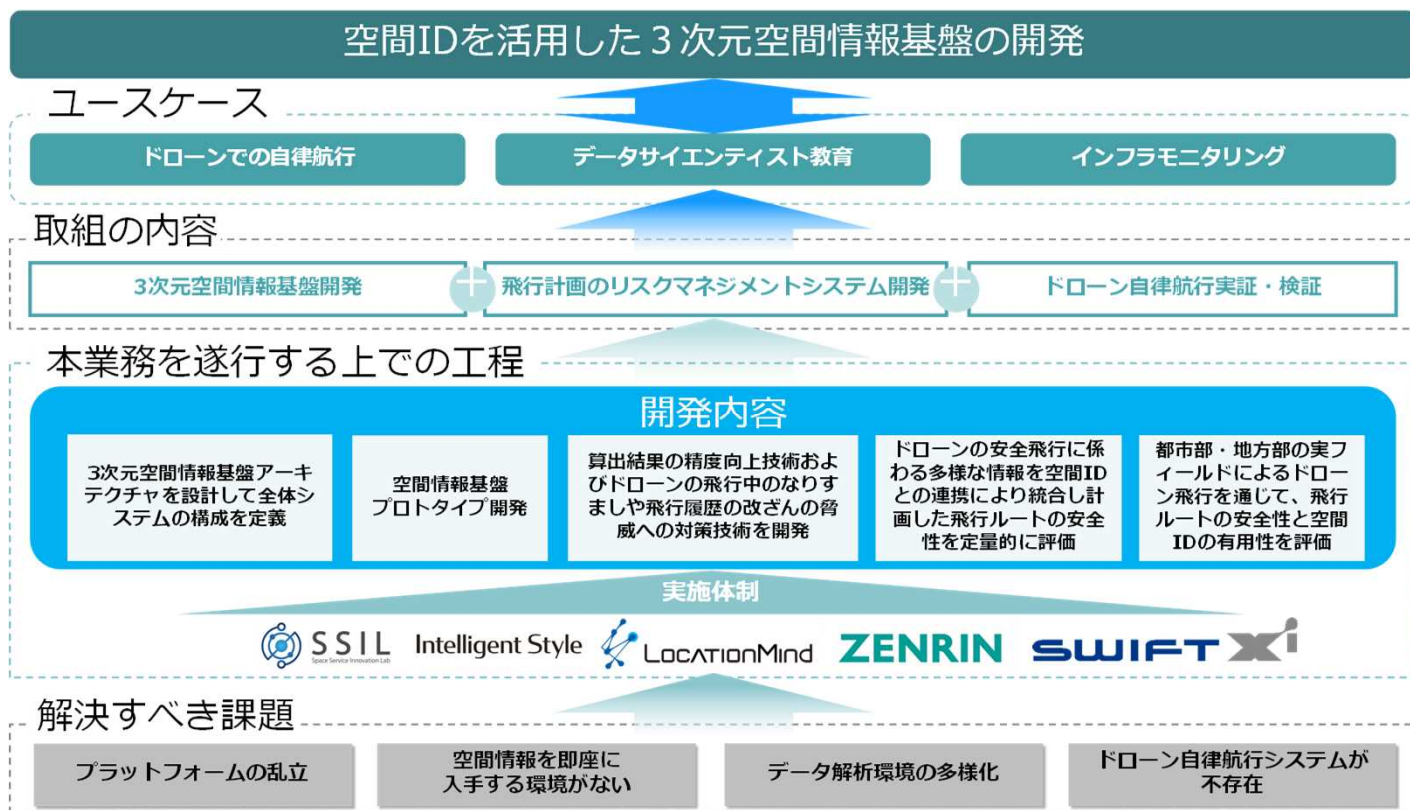 空間IDを活用した３次元空間情報基盤の開発
ユースケース
ドローンでの自律航行
データサイエンティスト教育
インフラモニタリング
取組の内容
3次元空間情報基盤開発
+
飛行計画のリスクマネジメントシステム開発
+
ドローン自律航行実証・検証
本業務を遂行する上での工程
開発内容
3次元空間情報基盤アーキ
テクチャを設計して全体シ
ステムの構成を定義
空間情報基盤
プロトタイプ開発
算出結果の精度向上技術およ
びドローンの飛行中のなりす
ましや飛行履歴の改ざんの脅
威への対策技術を開発
ドローンの安全飛行に係
わる多様な情報を空間ID
との連携により統合し計
画した飛行ルートの安全
性を定量的に評価
都市部・地方部の実フ
ィールドによるドロー
ン飛行を通じて、飛行
ルートの安全性と空間
IDの有用性を評価
実施体制
SSIL
Space Service Innovation Lab
Intelligent Style
LocationMind
ZENRIN
SWIFT Xi
解決すべき課題
プラットフォームの乱立
空間情報を即座に
入手する環境がない
データ解析環境の多様化
ドローン自律航行システムが
不存在